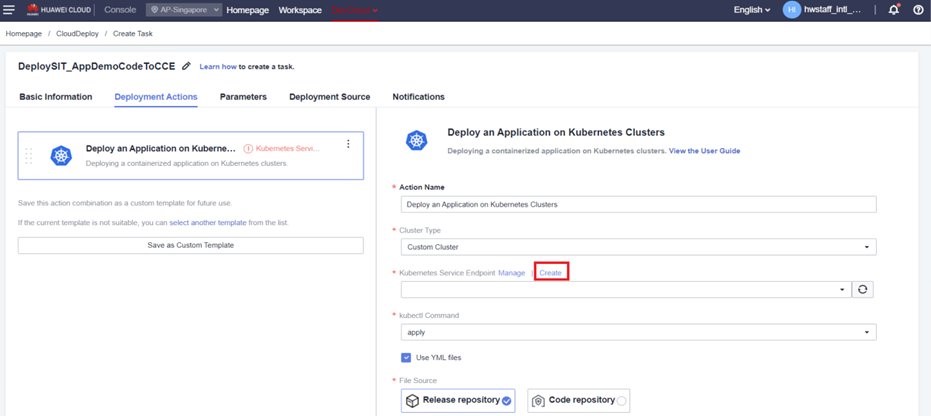 HUAWEI CLOUD Console AP-Singapore Homepage Workspace English HI hwstaff_intl_...
HUAWEI
Homepage / CloudDeploy / Create Task
DeploySIT_AppDemoCodeToCCE Learn how to create a task.
Basic Information Deployment Actions Parameters Deployment Source Notifications
Deploy an Application on Kuberne... Kubernetes Servi...
Deploying a containerized application on Kubernetes clusters.
Save this action combination as a custom template for future use.
If the current template is not suitable, you can select another template from the list.
Save as Custom Template
Deploy an Application on Kubernetes Clusters
Deploying a containerized application on Kubernetes clusters. View the User Guide
* Action Name
Deploy an Application on Kubernetes Clusters
* Cluster Type
Custom Cluster
* Kubernetes Service Endpoint Manage | Create
* kubectl Command
apply
Use YML files
* File Source
Release repository Code repository